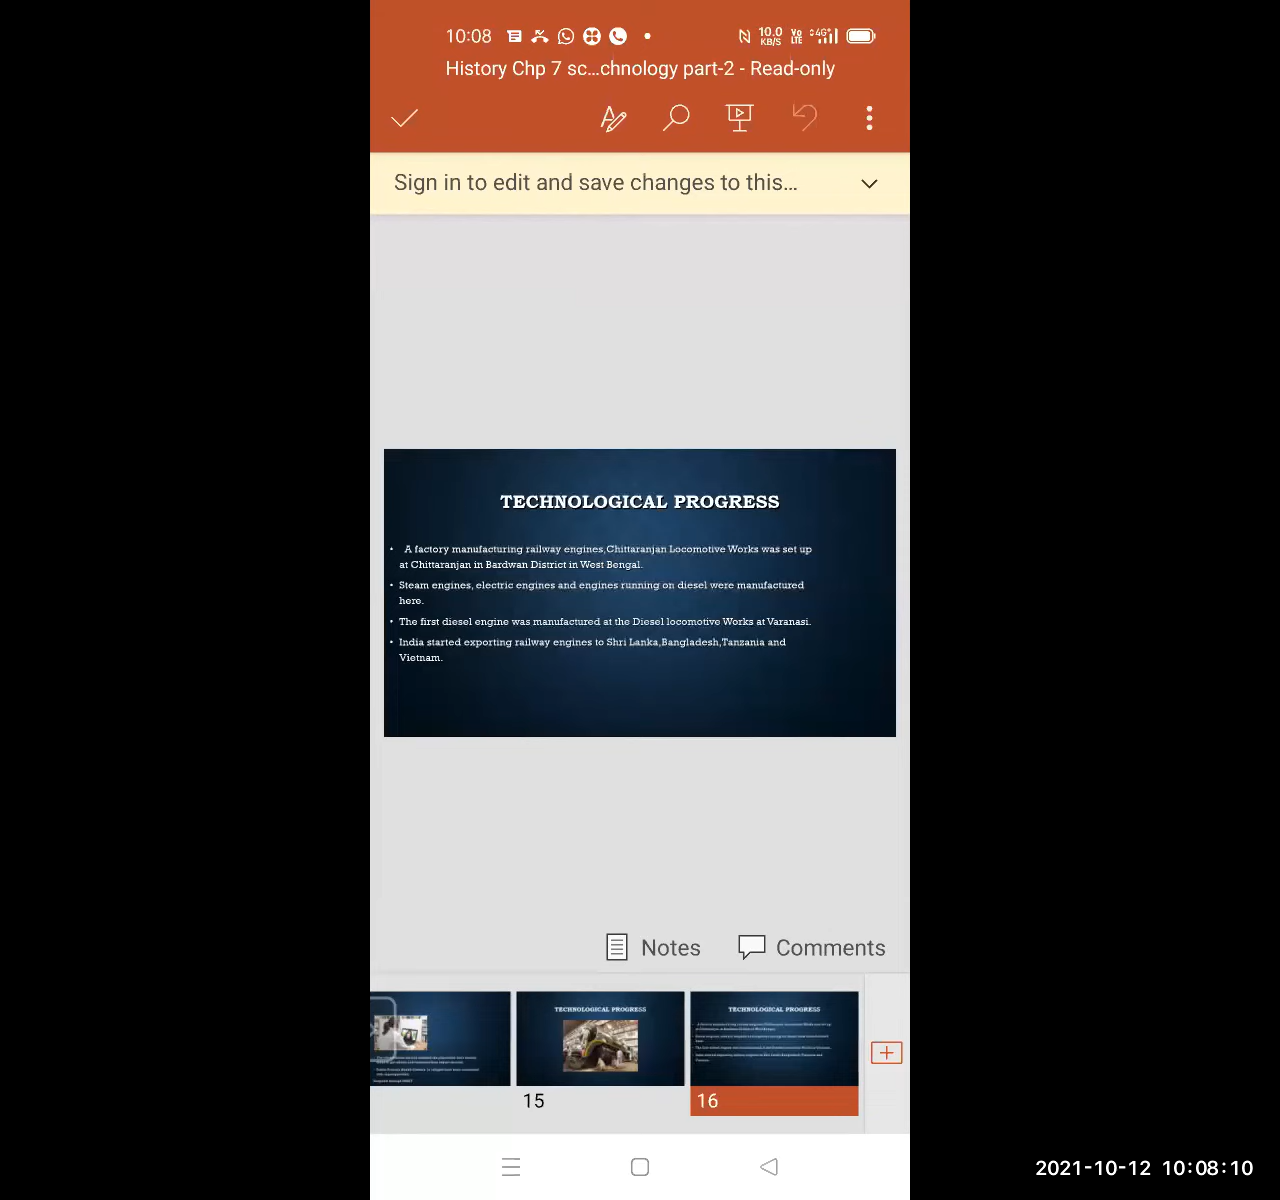 10:08
10.0 KB/S Vo LTE 4G+
History Chp 7 sc...chnology part-2 - Read-only
Sign in to edit and save changes to this...
TECHNOLOGICAL PROGRESS
• A factory manufacturing railway engines,Chittaranjan Locomotive Works was set up
at Chittaranjan in Bardwan District in West Bengal.
• Steam engines, electric engines and engines running on diesel were manufactured
here.
• The first diesel engine was manufactured at the Diesel locomotive Works at Varanasi.
• India started exporting railway engines to Shri Lanka,Bangladesh,Tanzania and
Vietnam.
Notes Comments
TECHNOLOGICAL PROGRESS
TECHNOLOGICAL PROGRESS
15
16
2021-10-12 10:08:10